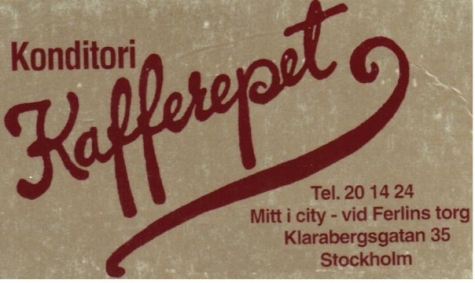 Konditori
Kafferepet
Tel. 20 14 24
Mitt i city - vid Ferlins torg
Klarabergsgatan 35
Stockholm